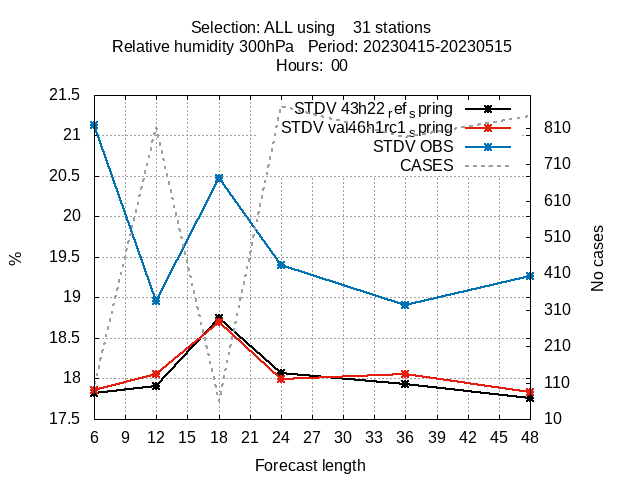 Selection: ALL using    31 stations
Relative humidity 300hPa   Period: 20230415-20230515
Hours:  00
STDV 43h22_ref_spring
STDV val46h1rc1_spring
STDV OBS
CASES
21.5
21
20.5
20
19.5
19
18.5
18
17.5
%
810
710
610
510
410
310
210
110
10
No cases
6 9 12 15 18 21 24 27 30 33 36 39 42 45 48
Forecast length